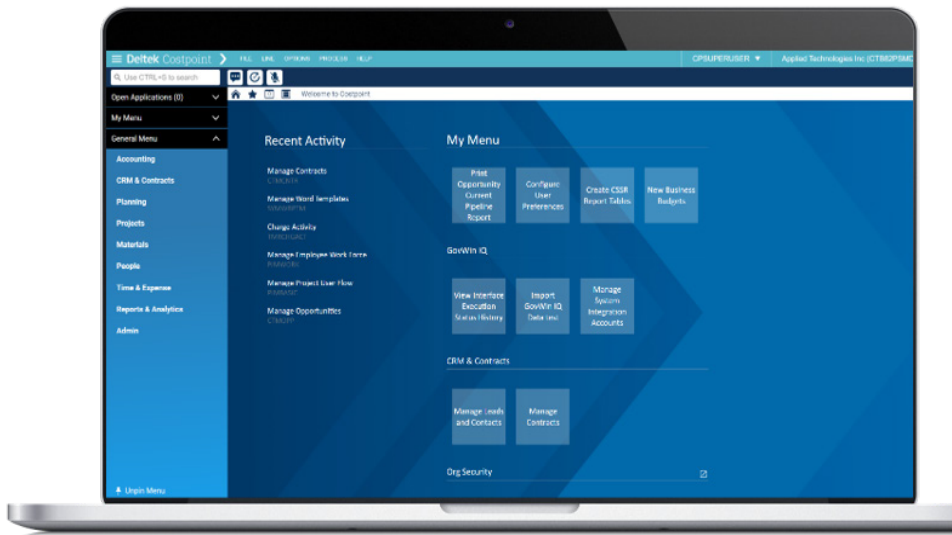 Deltek Costpoint
FILE LINE OPTIONS PROCESS HELP
CPSUPERUSER
Applied Technologies Inc (CTM2PSMC
Use CTRL+S to search
Open Applications (0)
Welcome to Costpoint
My Menu
General Menu
Accounting
CRM & Contracts
Planning
Projects
Materials
People
Time & Expense
Reports & Analytics
Admin
Unpin Menu
Recent Activity
Manage Contracts
CTMCNTR
Manage Word Templates
Charge Activity
Manage Employee Work Force
Manage Project User Flow
Manage Opportunities
CTMOPP
My Menu
Print
Opportunity
Current
Pipeline
Report
Configure
User
Preferences
Create CSSR
Report Tables
New Business
Budgets
GovWin IQ
View Interface
Execution
Status History
Import
GovWin IQ
Data test
Manage
System
Integration
Accounts
CRM & Contracts
Manage Leads
and Contacts
Manage
Contracts
Org Security